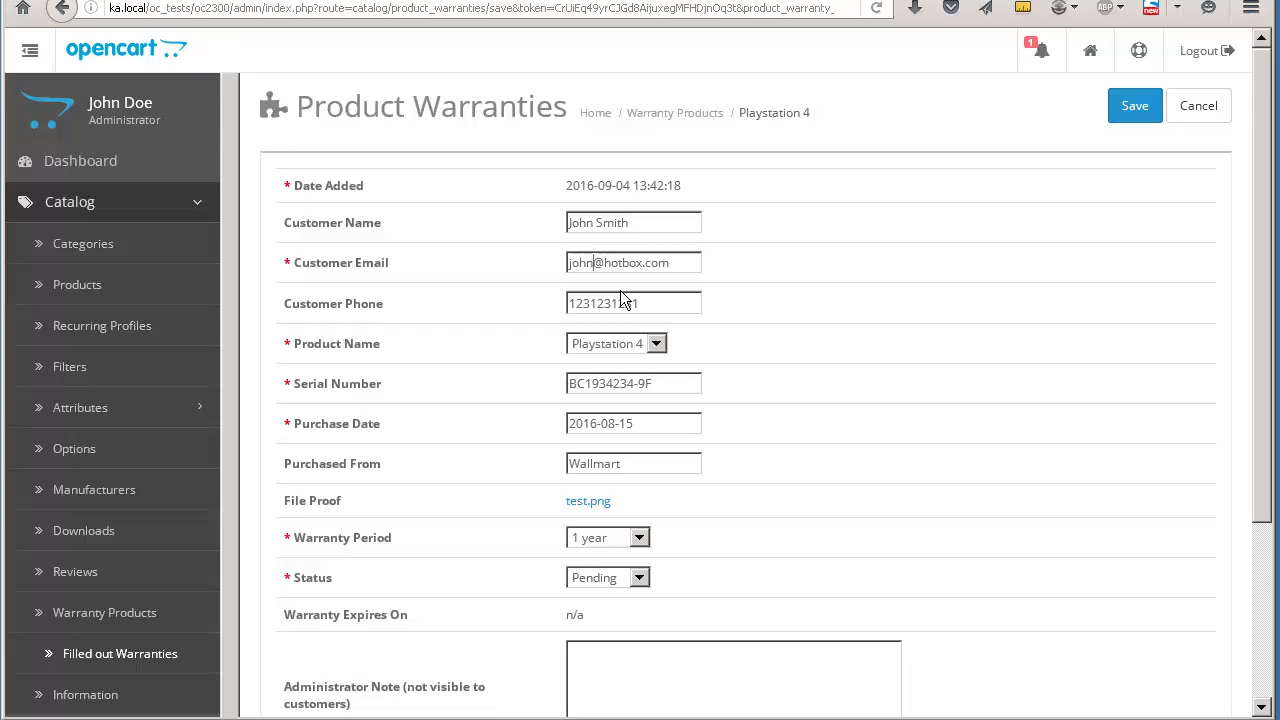 ka.local/oc_tests/oc2300/admin/index.php?route=catalog/product_warranties/save&token=CrUiEq49yrCJGd8AijuxegMFHDjnOq3t&product_warranty_
ABP
new
opencart
1
Logout
John Doe
Administrator
Product Warranties
Home / Warranty Products / Playstation 4
Save
Cancel
Dashboard
Catalog
Categories
Products
Recurring Profiles
Filters
Attributes
Options
Manufacturers
Downloads
Reviews
Warranty Products
Filled out Warranties
Information
* Date Added 2016-09-04 13:42:18
Customer Name John Smith
* Customer Email john@hotbox.com
Customer Phone
* Product Name Playstation 4
* Serial Number BC1934234-9F
* Purchase Date 2016-08-15
Purchased From Wallmart
File Proof test.png
* Warranty Period 1 year
* Status Pending
Warranty Expires On n/a
Administrator Note (not visible to
customers)